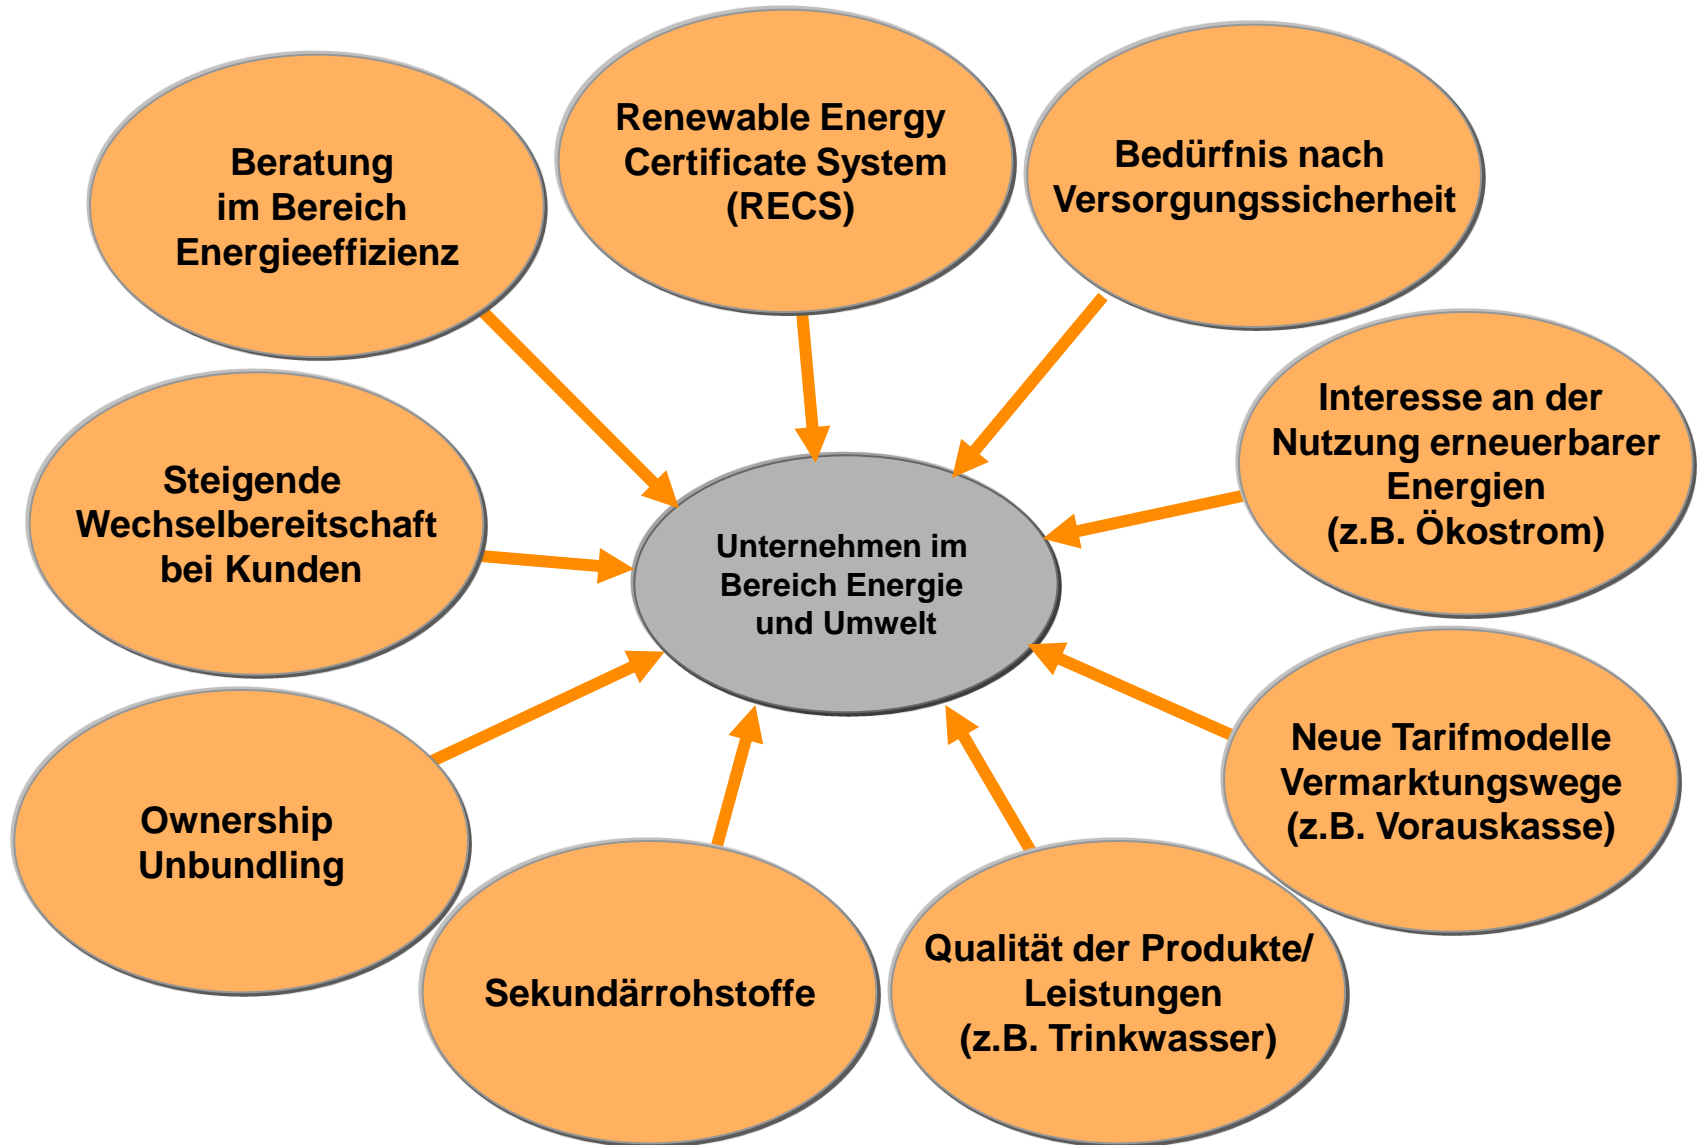 Renewable Energy
Certificate System
(RECS)
Beratung
im Bereich
Energieeffizienz
Bedürfnis nach
Versorgungssicherheit
Interesse an der
Nutzung erneuerbarer
Energien
(z.B. Ökostrom)
Steigende
Wechselbereitschaft
bei Kunden
Unternehmen im
Bereich Energie
und Umwelt
Neue Tarifmodelle
Vermarktungswege
(z.B. Vorauskasse)
Ownership
Unbundling
Sekundärrohstoffe
Qualität der Produkte/
Leistungen
(z.B. Trinkwasser)